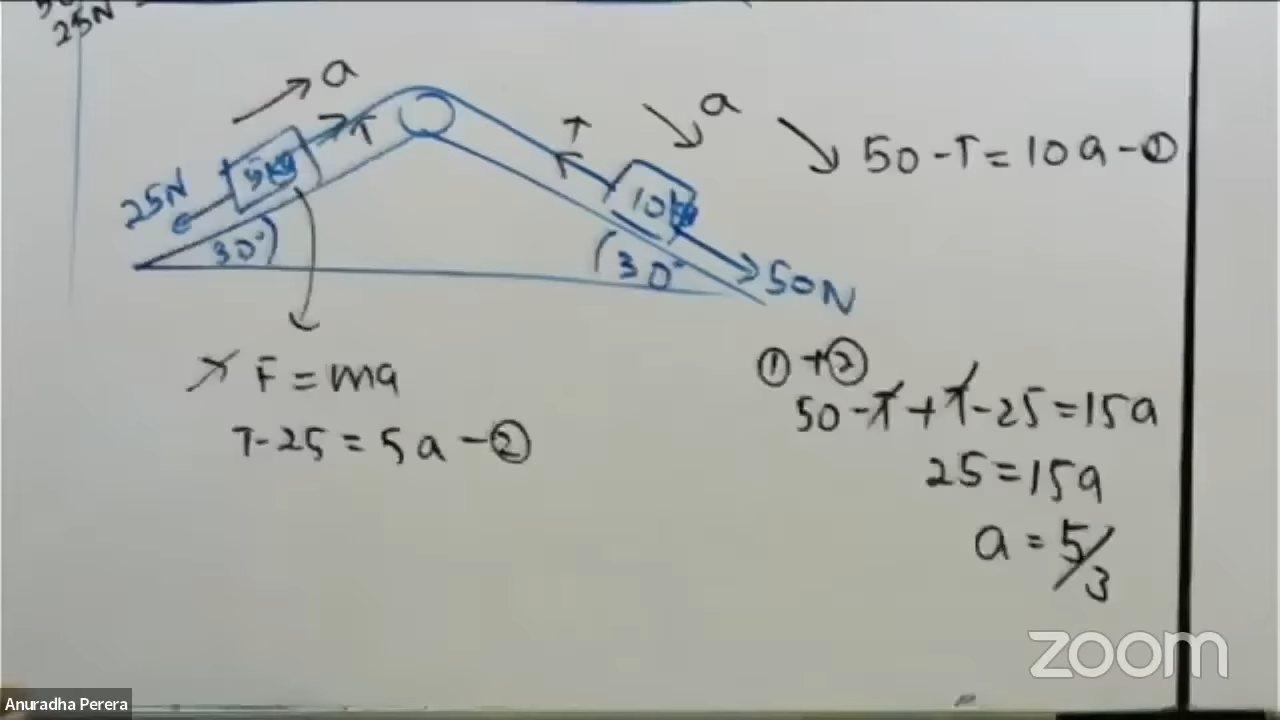 25N
a
T
5kg
25N
30°
T
a
10kg
30°
50N
50-T=10a-①
F=ma
T-25=5a-②
①+②
50-T+T-25=15a
25=15a
a=5/3
zoom
Anuradha Perera